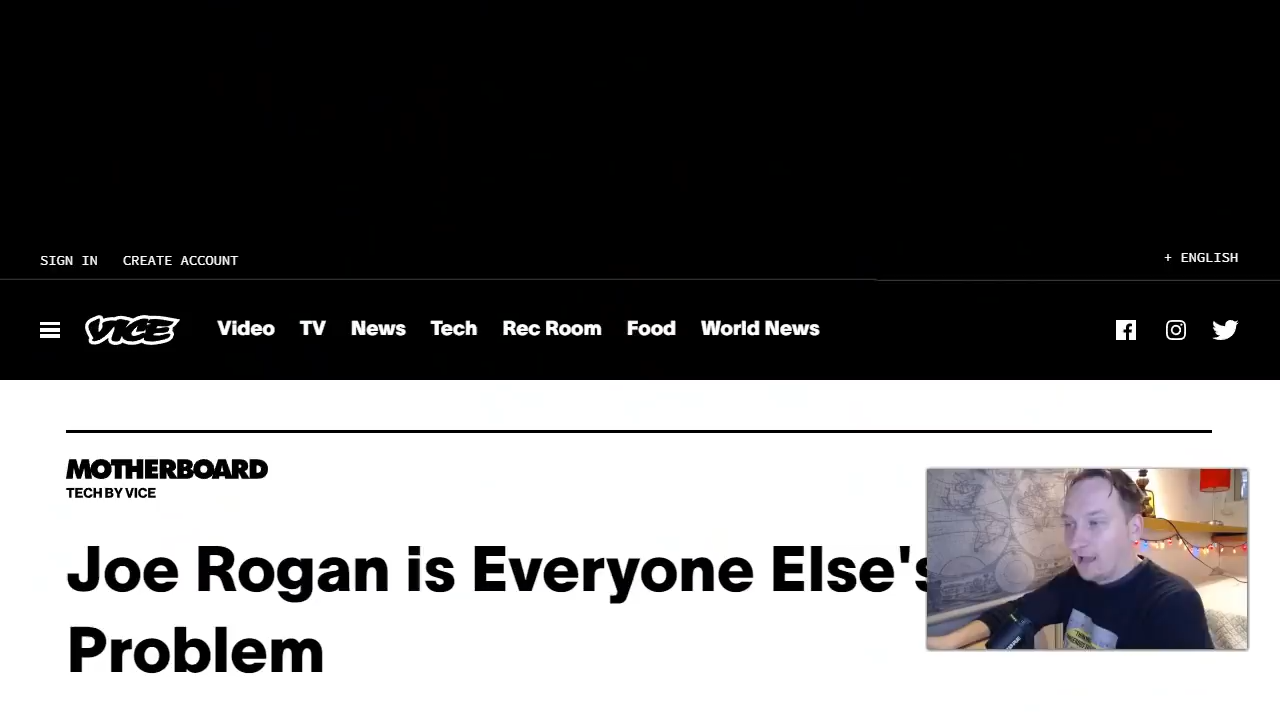 SIGN IN CREATE ACCOUNT
+ ENGLISH
VICE
Video TV News Tech Rec Room Food World News
MOTHERBOARD
TECH BY VICE
Joe Rogan is Everyone Else's
Problem